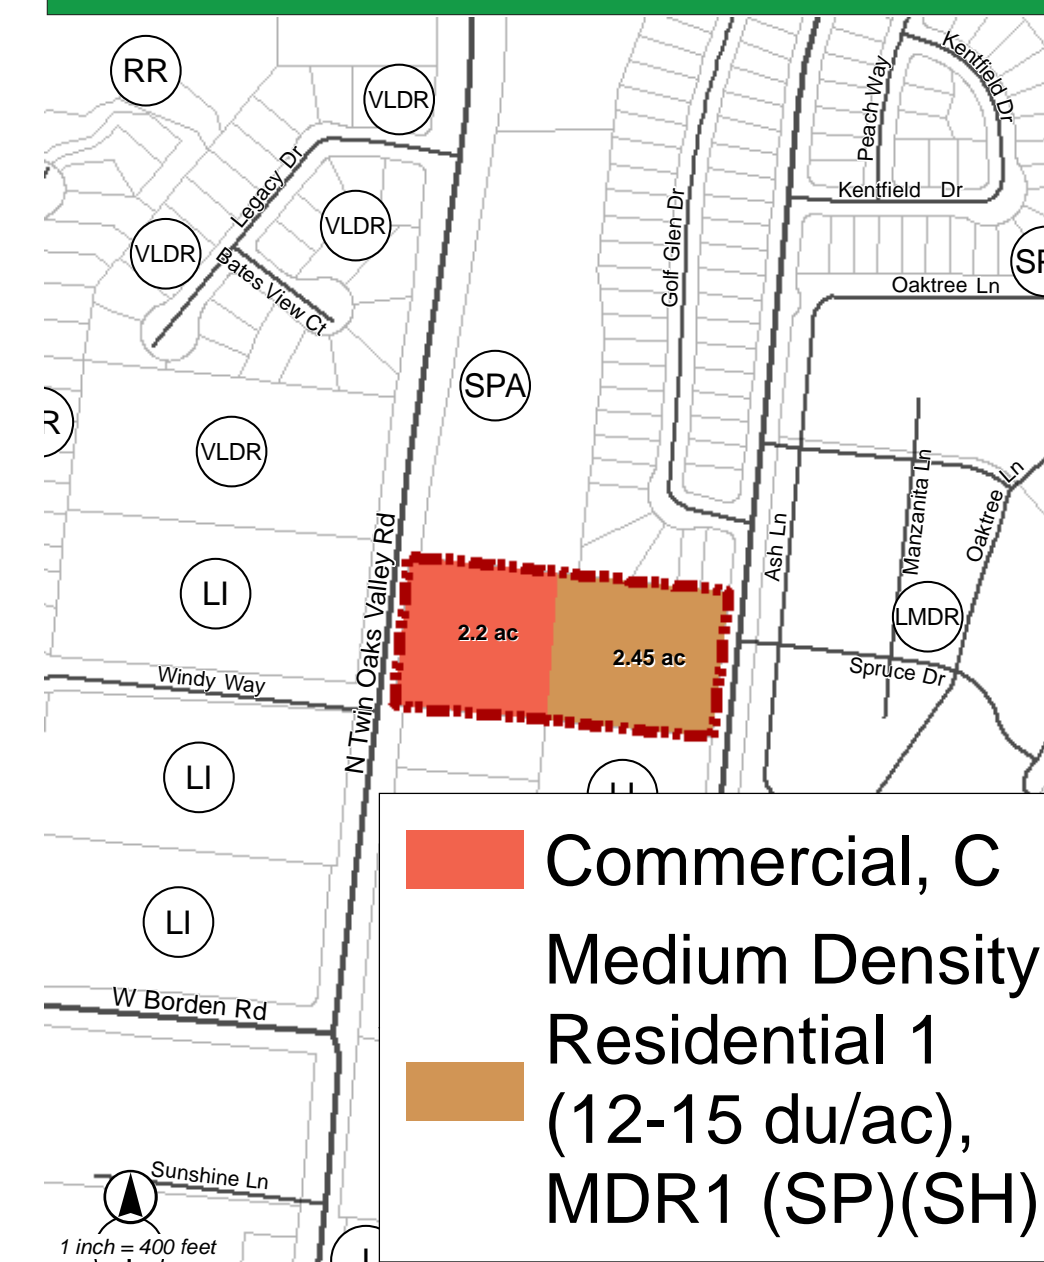 RR
VLDR
Kentfield Dr
Peach Way
Legacy Dr
Kentfield Dr
VLDR
VLDR
Golf Glen Dr
Bates View Ct
Oaktree Ln
SPA
VLDR
R
Manzanita Ln
Oaktree Ln
Ash Ln
N Twin Oaks Valley Rd
LI
LMDR
2.2 ac
2.45 ac
Windy Way
Spruce Dr
LI
Commercial, C
LI
Medium Density
Residential 1
(12-15 du/ac),
MDR1 (SP)(SH)
W Borden Rd
Sunshine Ln
1 inch = 400 feet